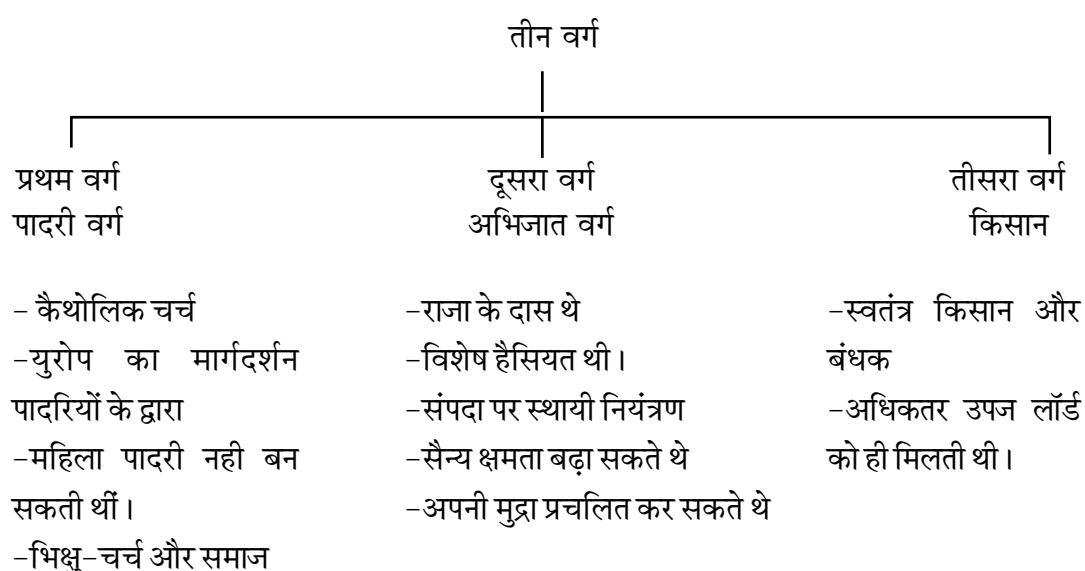 तीन वर्ग
प्रथम वर्ग
पादरी वर्ग
- कैथोलिक चर्च
-युरोप का मार्गदर्शन
पादरियों के द्वारा
-महिला पादरी नही बन
सकती थीं।
-भिक्षु-चर्च और समाज
दूसरा वर्ग
अभिजात वर्ग
-राजा के दास थे
-विशेष हैसियत थी।
-संपदा पर स्थायी नियंत्रण
-सैन्य क्षमता बढ़ा सकते थे
-अपनी मुद्रा प्रचलित कर सकते थे
तीसरा वर्ग
किसान
-स्वतंत्र किसान और
बंधक
-अधिकतर उपज लॉर्ड
को ही मिलती थी।